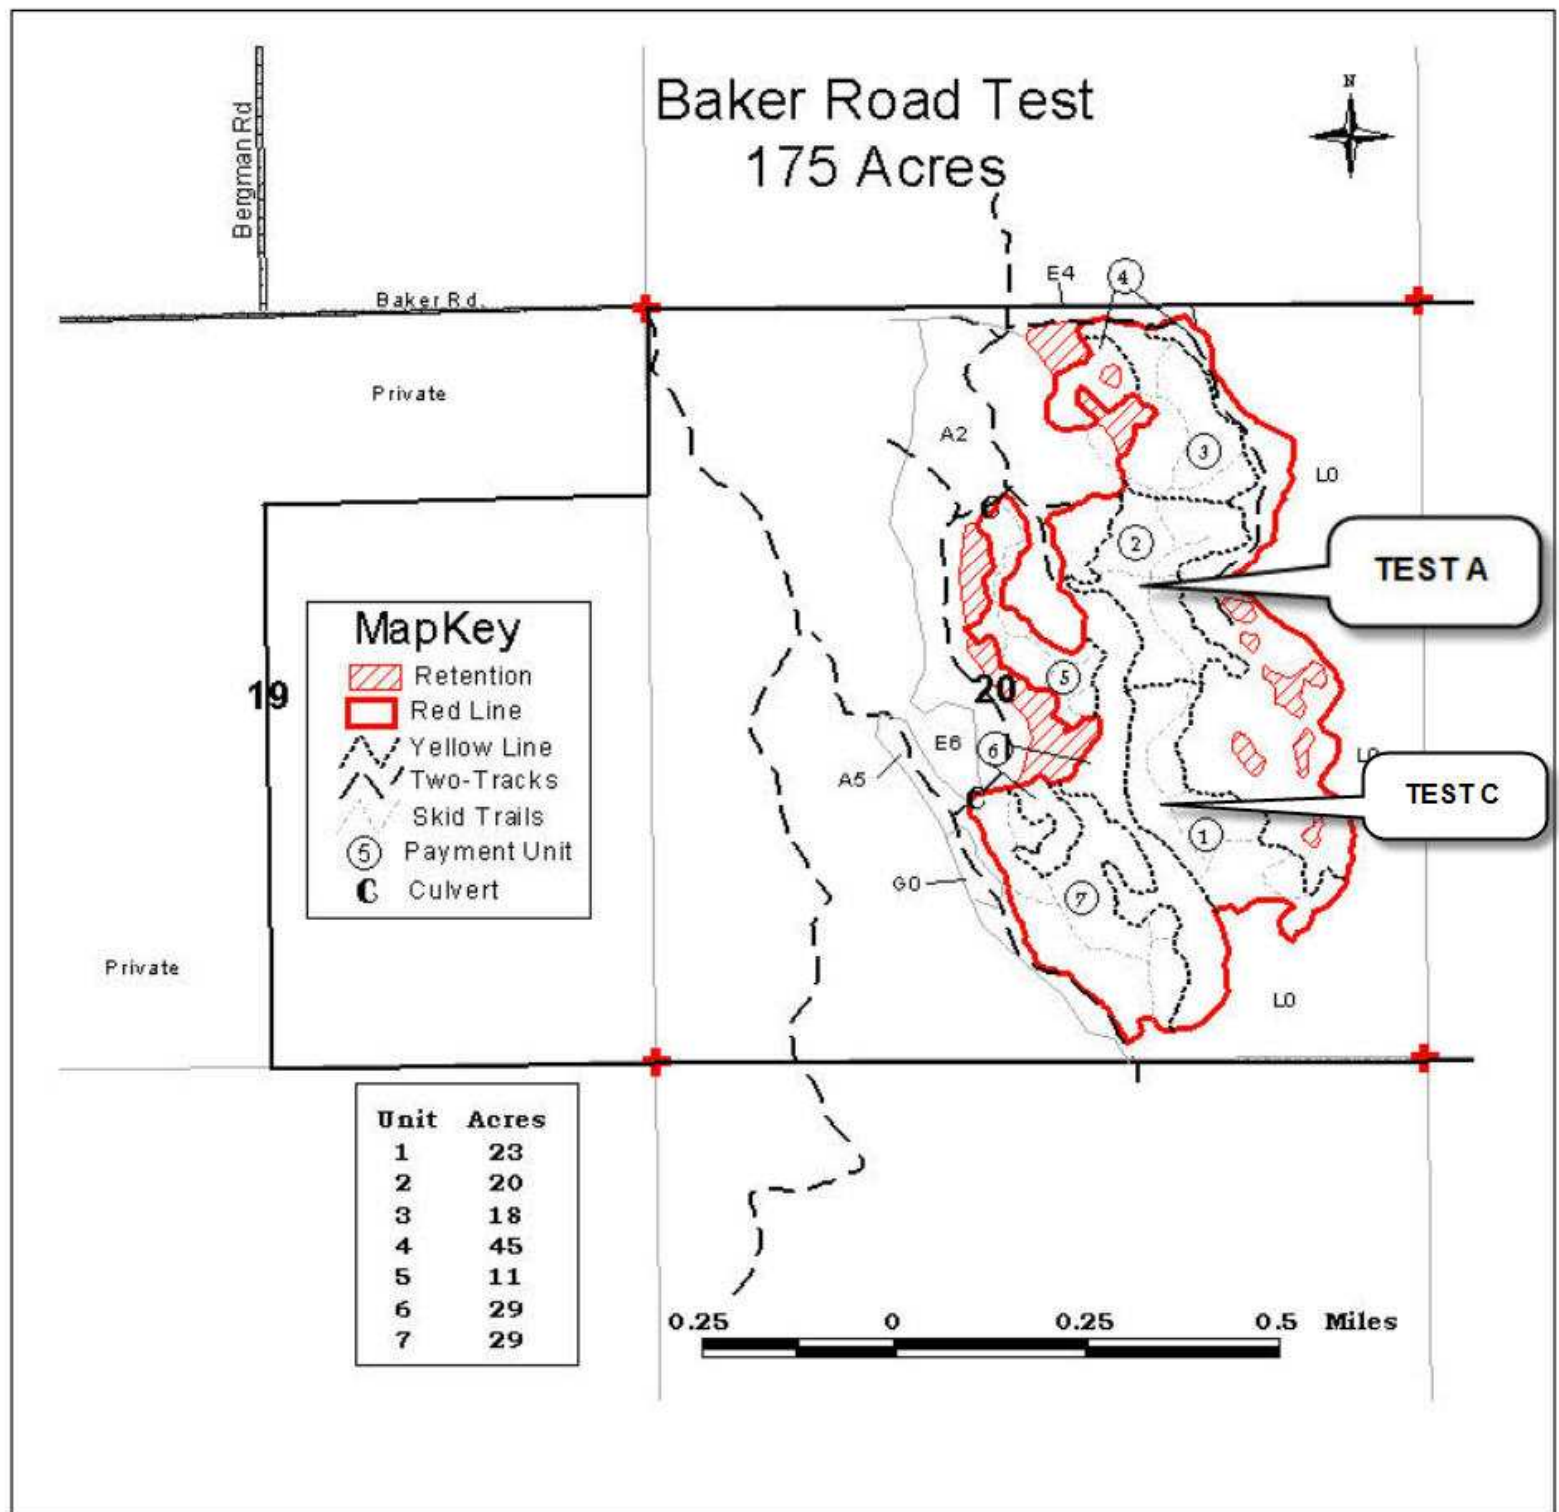 Baker Road Test
175 Acres
N
Bergman Rd
Baker Rd.
E4
4
Private
A2
3
L0
C
2
TEST A
MapKey
Retention
Red Line
Yellow Line
Two-Tracks
Skid Trails
5 Payment Unit
C Culvert
19
20
5
E6
6
A5
L0
TEST C
C
1
G0
7
Private
L0
Unit Acres
1 23
2 20
3 18
4 45
5 11
6 29
7 29
0.25 0 0.25 0.5 Miles